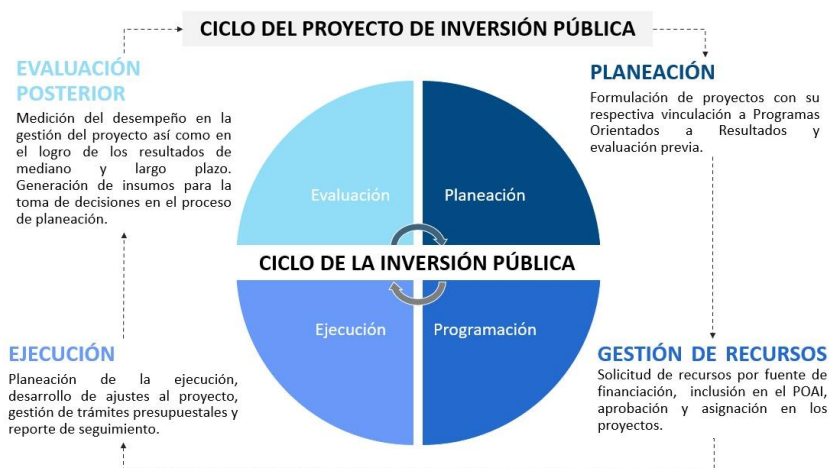 CICLO DEL PROYECTO DE INVERSIÓN PÚBLICA
EVALUACIÓN
POSTERIOR
Medición del desempeño en la
gestión del proyecto así como en
el logro de los resultados de
mediano y largo plazo.
Generación de insumos para la
toma de decisiones en el proceso
de planeación.
PLANEACIÓN
Formulación de proyectos con su
respectiva vinculación a Programas
Orientados a Resultados y
evaluación previa.
Evaluación
Planeación
CICLO DE LA INVERSIÓN PÚBLICA
Ejecución
Programación
EJECUCIÓN
Planeación de la ejecución,
desarrollo de ajustes al proyecto,
gestión de trámites presupuestales y
reporte de seguimiento.
GESTIÓN DE RECURSOS
Solicitud de recursos por fuente de
financiación, inclusión en el POAI,
aprobación y asignación en los
proyectos.